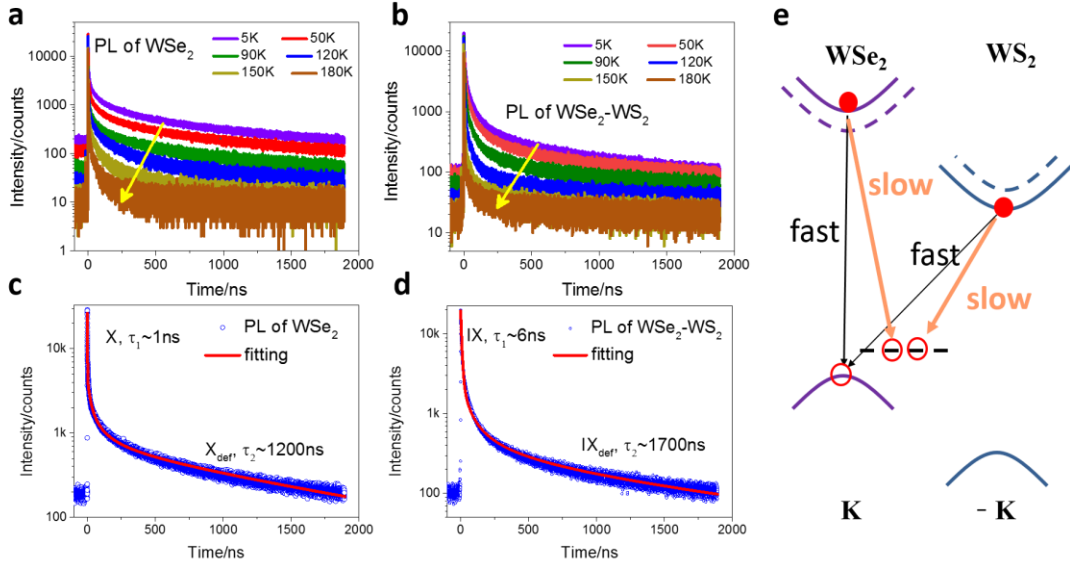 a
PL of WSe2
5K 50K
90K 120K
150K 180K
Intensity/counts
10000
1000
100
10
1
0 500 1000 1500 2000
Time/ns
b
5K 50K
90K 120K
150K 180K
PL of WSe2-WS2
Intensity/counts
10000
1000
100
10
0 500 1000 1500 2000
Time/ns
c
X, τ1~1ns
PL of WSe2
fitting
Xdef, τ2~1200ns
Intensity/counts
10k
1k
100
0 500 1000 1500 2000
Time/ns
d
IX, τ1~6ns
PL of WSe2-WS2
fitting
IXdef, τ2~1700ns
Intensity/counts
10k
1k
100
0 500 1000 1500 2000
Time/ns
e
WSe2 WS2
slow
fast
fast
slow
K - K